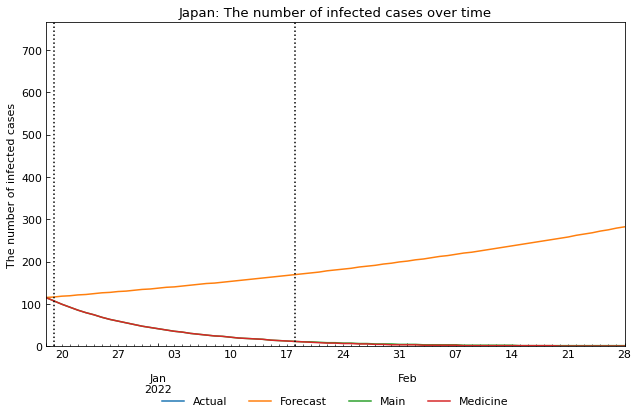 Japan: The number of infected cases over time
The number of infected cases
700
600
500
400
300
200
100
0
20 27 03 10 17 24 31 07 14 21 28
Jan Feb
2022
Actual Forecast Main Medicine